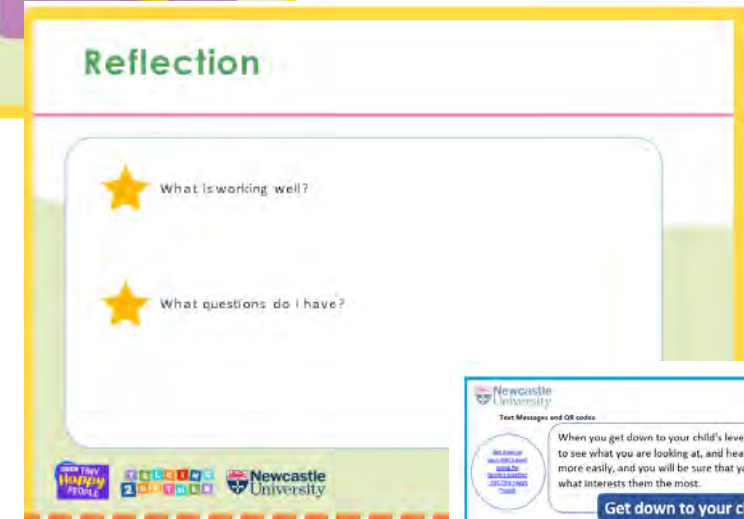 Reflection
What is working well?
What questions do I have?
TINY
HAPPY
PEOPLE
TALKING
2GETHER
Newcastle
University
Newcastle
University
Text Messages and QR codes
When you get down to your child's leve
to see what you are looking at, and hea
more easily, and you will be sure that yo
what interests them the most.
Get down to your c